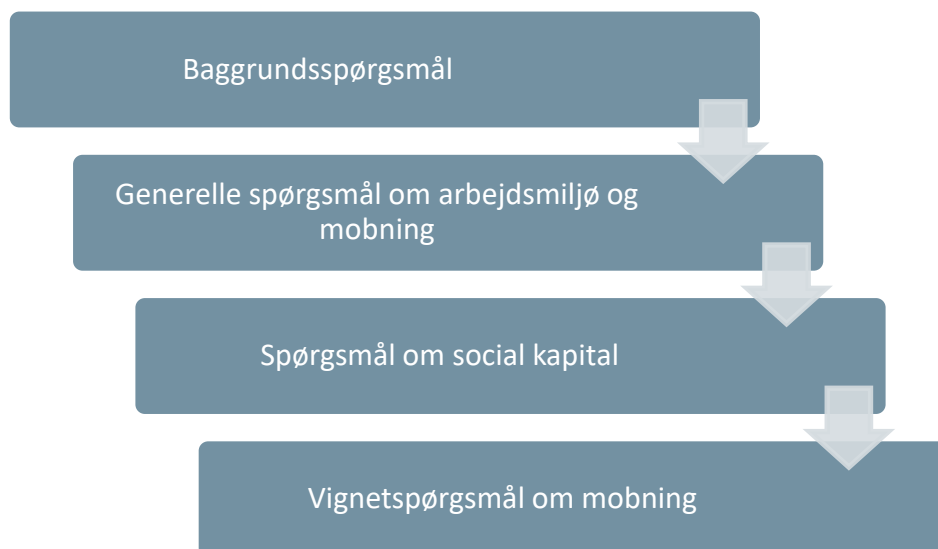 Baggrundsspørgsmål
Generelle spørgsmål om arbejdsmiljø og
mobning
Spørgsmål om social kapital
Vignetspørgsmål om mobning